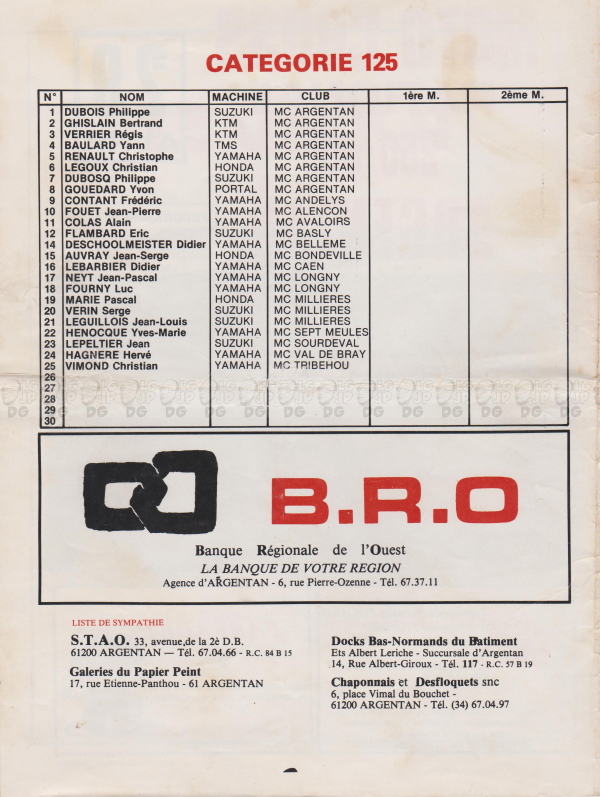 CATEGORIE 125
N° NOM MACHINE CLUB 1ère M. 2ème M.
1 DUBOIS Philippe SUZUKI MC ARGENTAN
2 GHISLAIN Bertrand KTM MC ARGENTAN
3 VERRIER Régis KTM MC ARGENTAN
4 BAULARD Yann TMS MC ARGENTAN
5 RENAULT Christophe YAMAHA MC ARGENTAN
6 LEGOUX Christian HONDA MC ARGENTAN
7 DUBOSQ Philippe SUZUKI MC ARGENTAN
8 GOUEDARD Yvon PORTAL MC ARGENTAN
9 CONTANT Frédéric YAMAHA MC ANDELYS
10 FOUET Jean-Pierre YAMAHA MC ALENCON
11 COLAS Alain YAMAHA MC AVALOIRS
12 FLAMBARD Eric SUZUKI MC BASLY
14 DESCHOOLMEISTER Didier YAMAHA MC BELLEME
15 AUVRAY Jean-Serge HONDA MC BONDEVILLE
16 LEBARBIER Didier YAMAHA MC CAEN
17 NEYT Jean-Pascal YAMAHA MC LONGNY
18 FOURNY Luc YAMAHA MC LONGNY
19 MARIE Pascal HONDA MC MILLIERES
20 VERIN Serge SUZUKI MC MILLIERES
21 LEGUILLOIS Jean-Louis SUZUKI MC MILLIERES
22 HENOCQUE Yves-Marie YAMAHA MC SEPT MEULES
23 LEPELTIER Jean SUZUKI MC SOURDEVAL
24 HAGNERE Hervé YAMAHA MC VAL DE BRAY
25 VIMOND Christian YAMAHA MC TRIBEHOU
26
27
28
29
30
B.R.O
Banque Régionale de l'Ouest
LA BANQUE DE VOTRE REGION
Agence d'ARGENTAN - 6, rue Pierre-Ozenne - Tél. 67.37.11
LISTE DE SYMPATHIE
S.T.A.O. 33, avenue,de la 2è D.B.
61200 ARGENTAN — Tél. 67.04.66 - R.C. 84 B 15
Galeries du Papier Peint
17, rue Etienne-Panthou - 61 ARGENTAN
Docks Bas-Normands du Batiment
Ets Albert Leriche - Succursale d'Argentan
14, Rue Albert-Giroux - Tél. 117 - R.C. 57 B 19
Chaponnais et Desfloquets snc
6, place Vimal du Bouchet -
61200 ARGENTAN - Tél. (34) 67.04.97